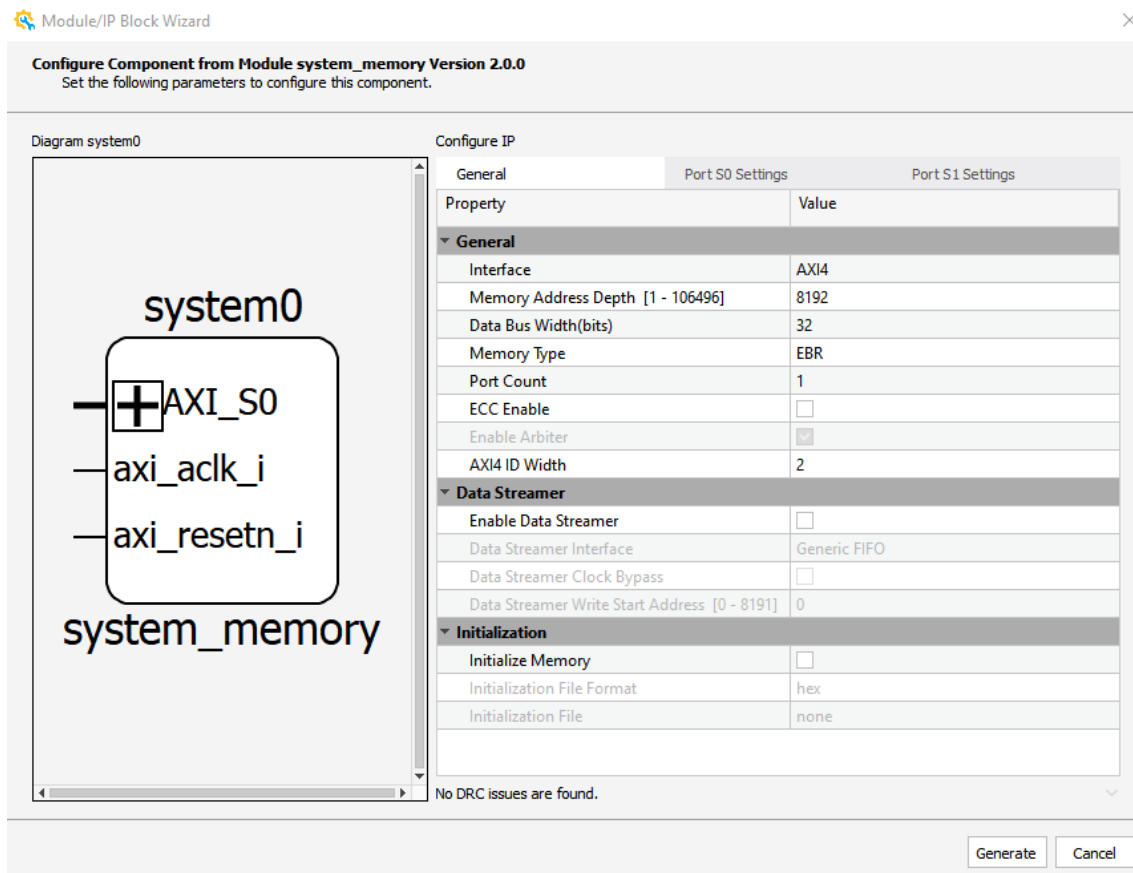 Module/IP Block Wizard
Configure Component from Module system_memory Version 2.0.0
Set the following parameters to configure this component.
Diagram system0
system0
AXI_S0
axi_aclk_i
axi_resetn_i
system_memory
Configure IP
General Port S0 Settings Port S1 Settings
Property Value
General
Interface AXI4
Memory Address Depth [1 - 106496] 8192
Data Bus Width(bits) 32
Memory Type EBR
Port Count 1
ECC Enable
Enable Arbiter
AXI4 ID Width 2
Data Streamer
Enable Data Streamer
Data Streamer Interface Generic FIFO
Data Streamer Clock Bypass
Data Streamer Write Start Address [0 - 8191] 0
Initialization
Initialize Memory
Initialization File Format hex
Initialization File none
No DRC issues are found.
Generate Cancel